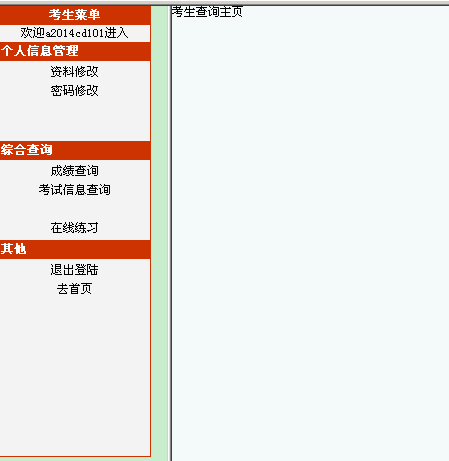 考生菜单
欢迎a2014cd101进入
个人信息管理
资料修改
密码修改
综合查询
成绩查询
考试信息查询
在线练习
其他
退出登陆
去首页
考生查询主页